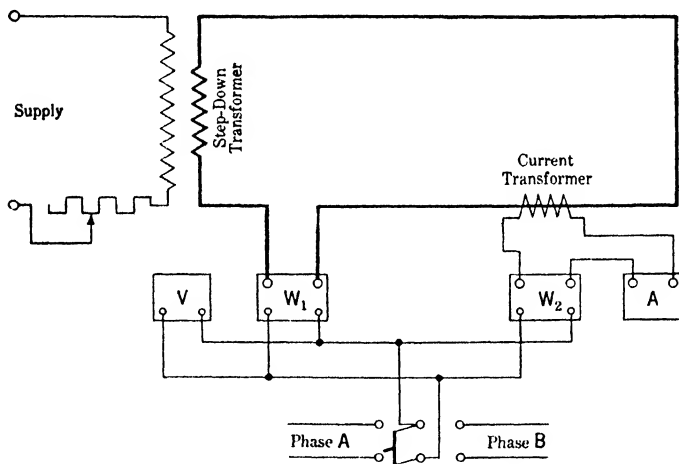 Supply
Step-Down
Transformer
Current
Transformer
V
W₁
W₂
A
Phase A
Phase B